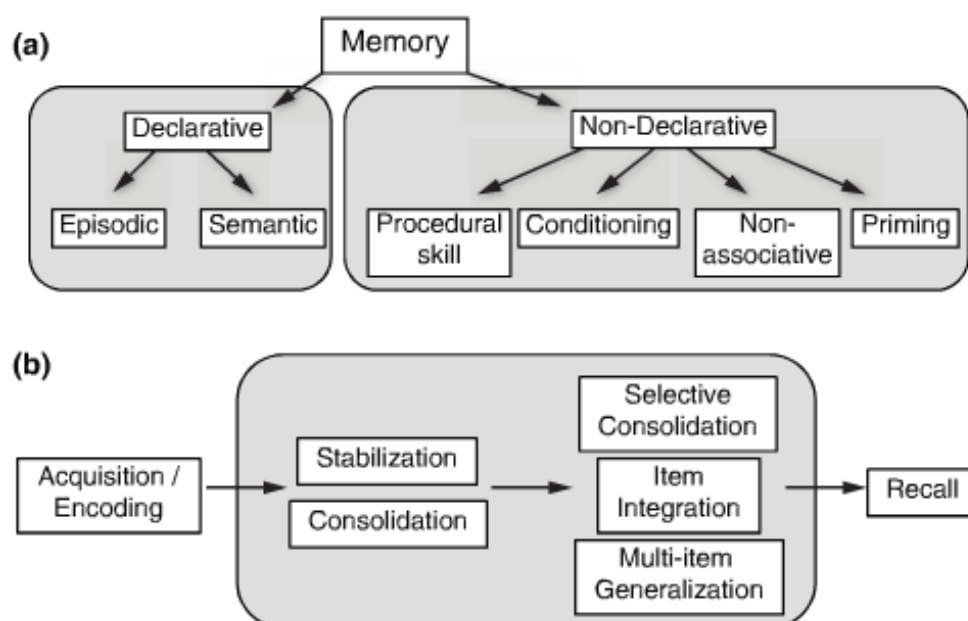 (a)
Memory
Declarative
Non-Declarative
Episodic
Semantic
Procedural
skill
Conditioning
Non-
associative
Priming
(b)
Acquisition /
Encoding
Stabilization
Consolidation
Selective
Consolidation
Item
Integration
Multi-item
Generalization
Recall